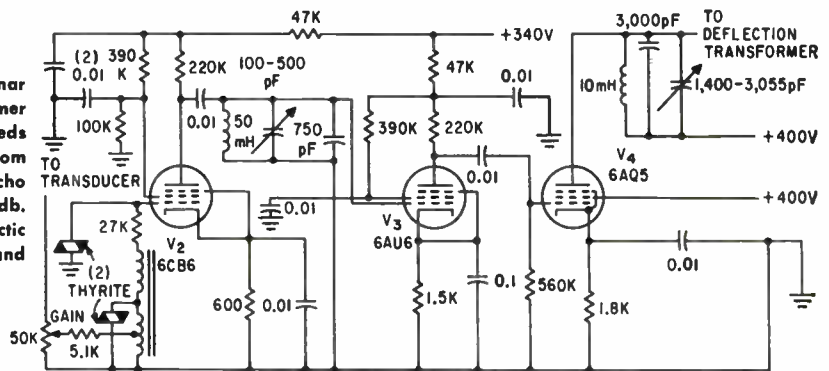 nar
mer
eds
om
cho
db.
ctic
and
47K
+340V
3,000pF
TO
DEFLECTION
TRANSFORMER
(2)
0.01
390
K
220K
100-500
pF
47K
0.01
10mH
1,400-3,055pF
100K
0.01
50
mH
750
pF
390K
220K
+400V
TO
TRANSDUCER
0.01
V4
6AQ5
27K
0.01
+400V
V2
6CB6
V3
6AU6
(2)
THYRITE
0.01
GAIN
600
0.01
1.5K
0.1
560K
1.8K
50K
5.1K